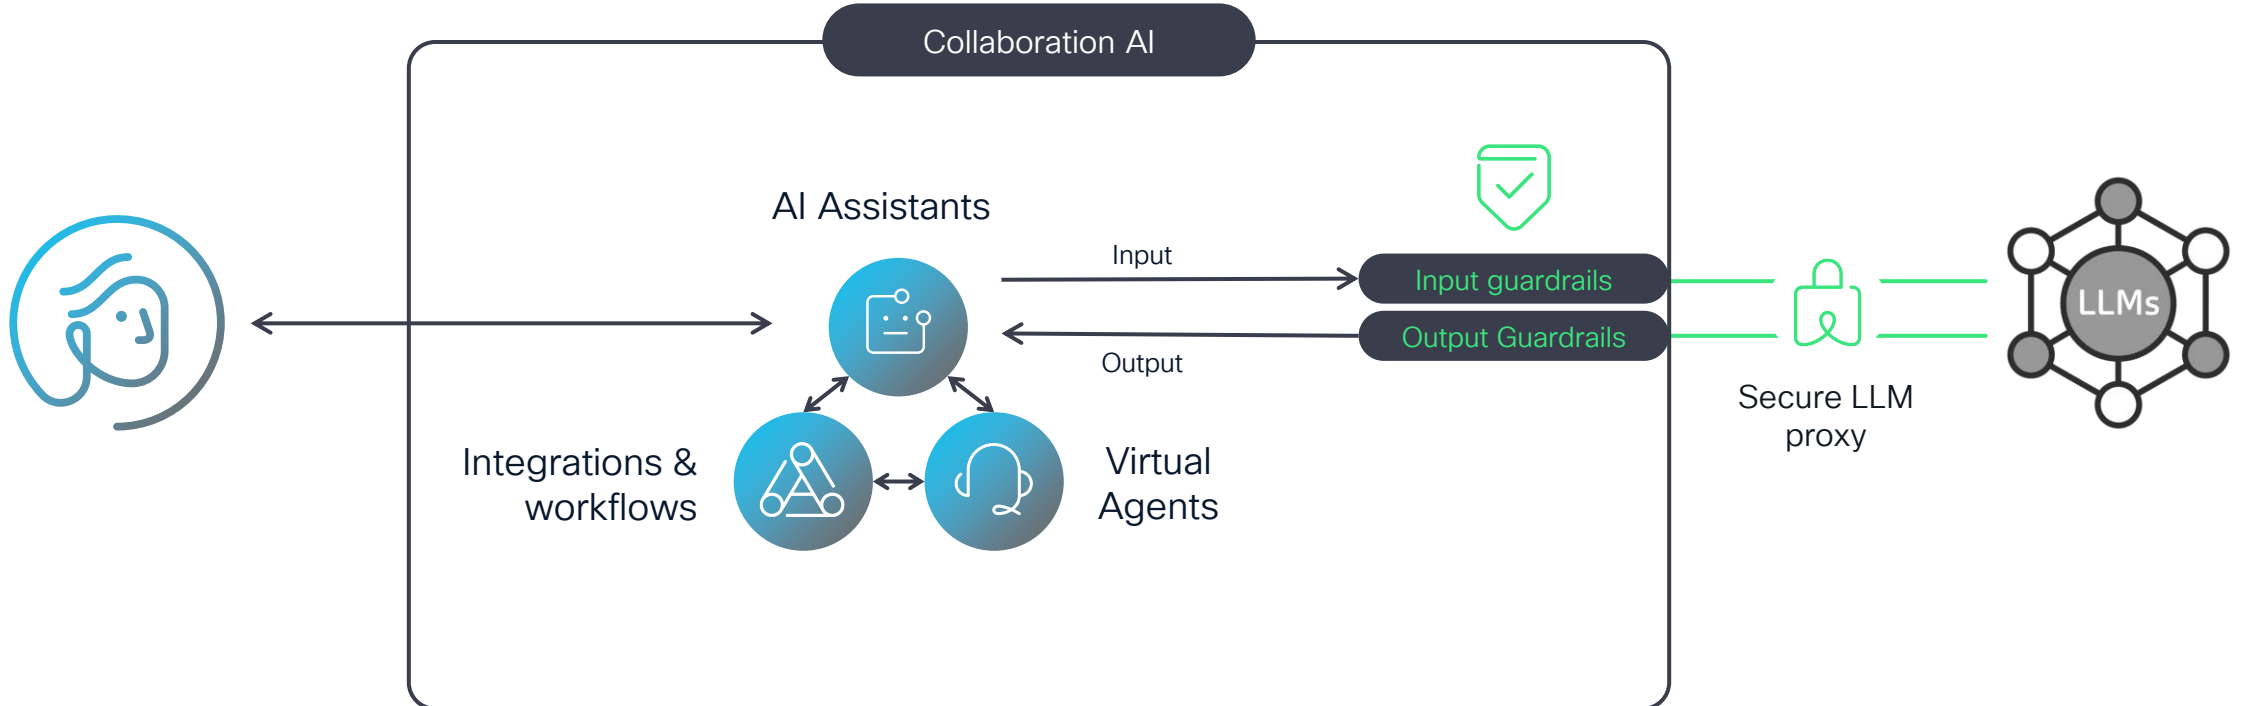 Collaboration AI
AI Assistants
Input
Input guardrails
Output Guardrails
Output
LLMs
Secure LLM
proxy
Integrations &
workflows
Virtual
Agents